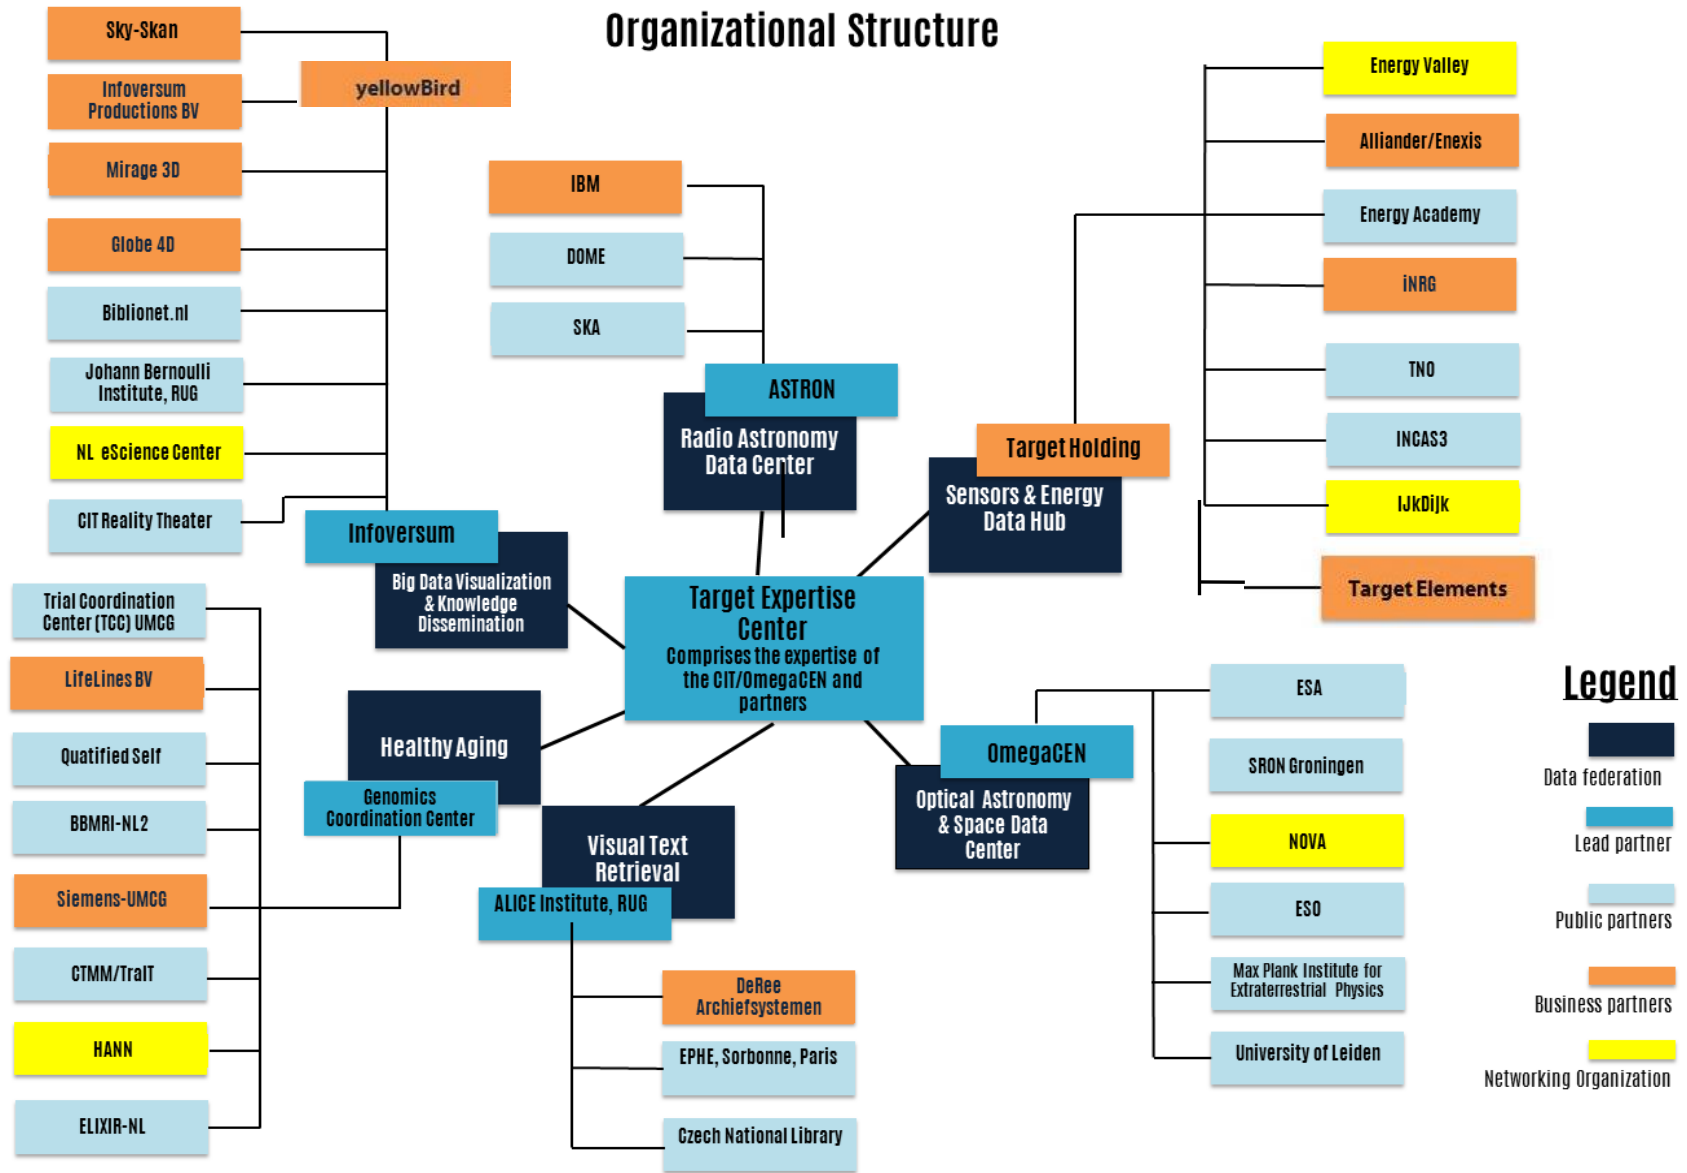 Organizational Structure
Sky-Skan
yellowBird
Infoversum
Productions BV
Mirage 3D
Globe 4D
Biblionet.nl
Johann Bernoulli
Institute, RUG
NL eScience Center
CIT Reality Theater
Infoversum
Big Data Visualization
& Knowledge
Dissemination
IBM
DOME
SKA
ASTRON
Radio Astronomy
Data Center
Energy Valley
Alliander/Enexis
Energy Academy
iNRG
TNO
INCAS3
IJkDijk
Target Elements
Target Holding
Sensors & Energy
Data Hub
Target Expertise
Center
Comprises the expertise of
the CIT/OmegaCEN and
partners
Trial Coordination
Center (TCC) UMCG
LifeLines BV
Quatified Self
BBMRI-NL2
Siemens-UMCG
CTMM/TraIT
HANN
ELIXIR-NL
Healthy Aging
Genomics
Coordination Center
Visual Text
Retrieval
ALICE Institute, RUG
DeRee
Archiefsystemen
EPHE, Sorbonne, Paris
Czech National Library
OmegaCEN
Optical Astronomy
& Space Data
Center
ESA
SRON Groningen
NOVA
ESO
Max Plank Institute for
Extraterrestrial Physics
University of Leiden
Legend
Data federation
Lead partner
Public partners
Business partners
Networking Organization